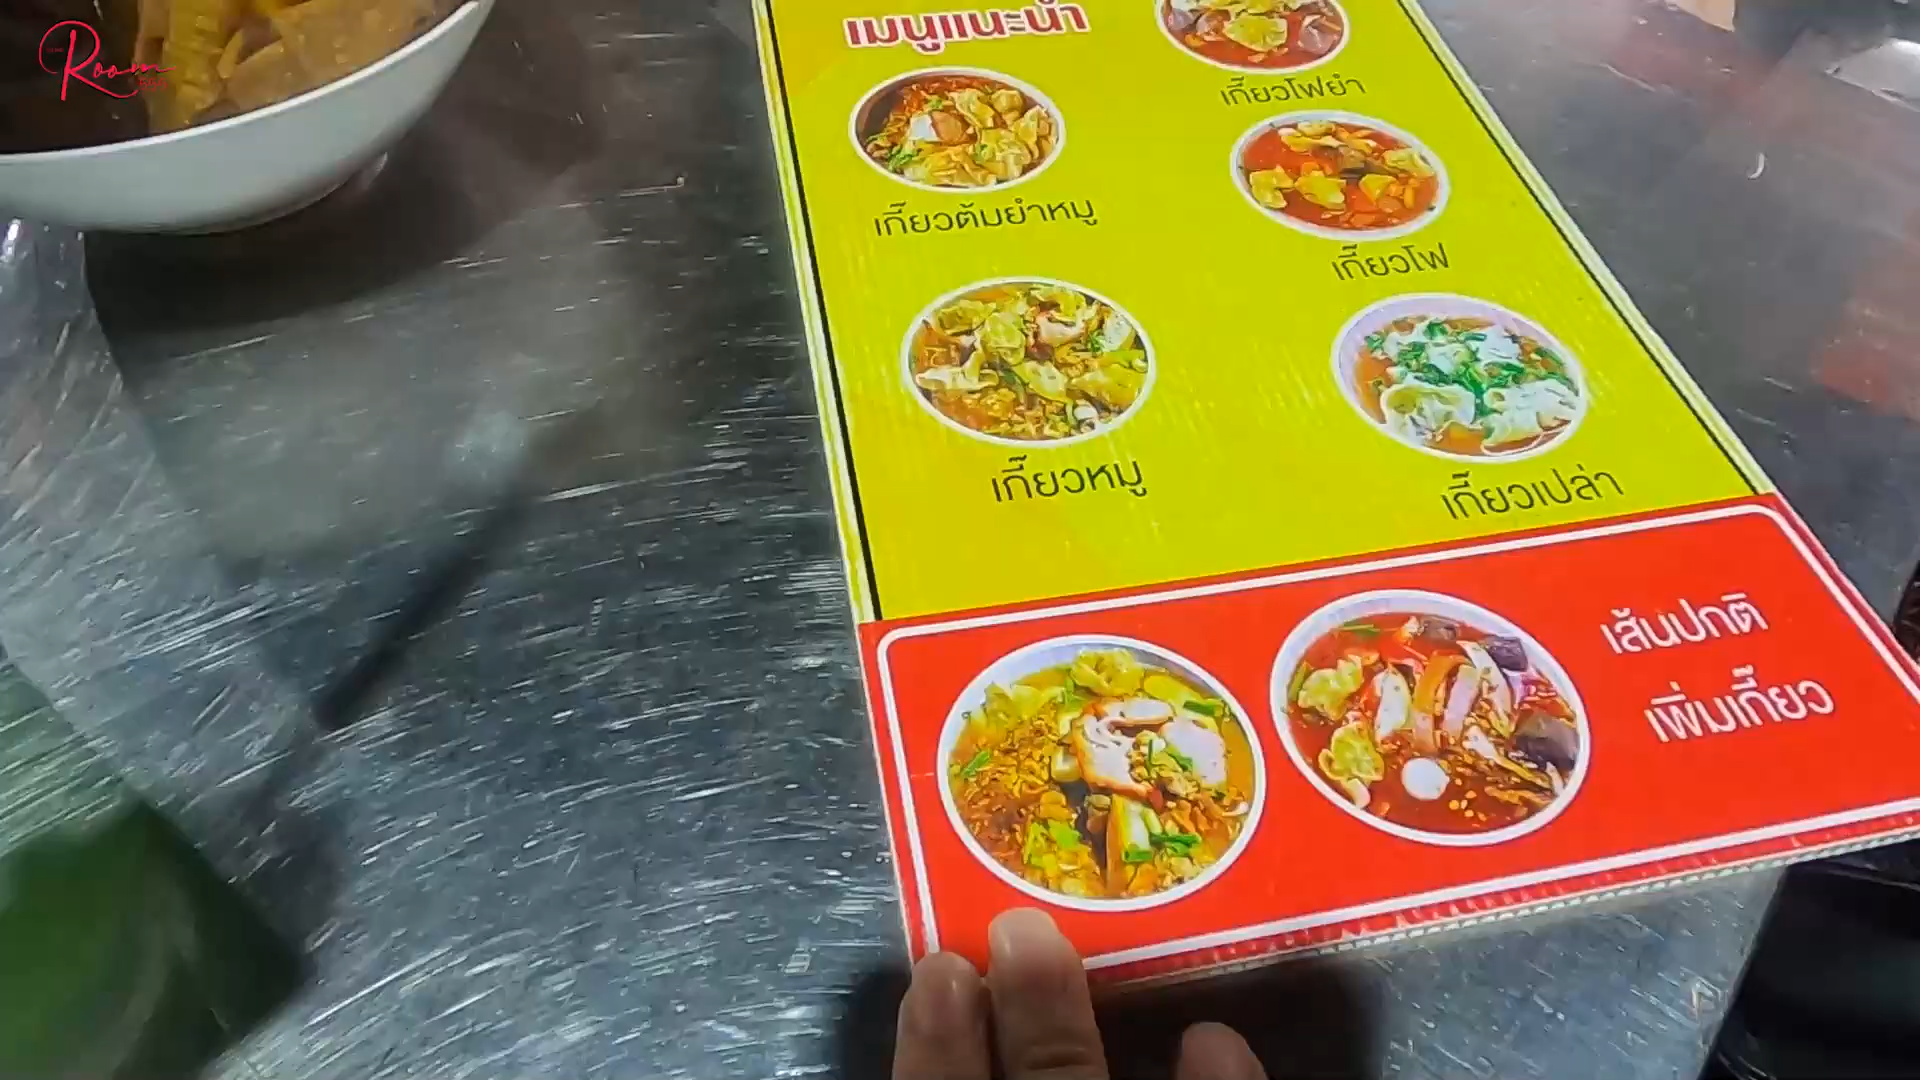 Room
เมนูแนะนำ
เกี๊ยวโฟยำ
เกี๊ยวต้มยำหมู
เกี๊ยวโฟ
เกี๊ยวหมู
เกี๊ยวเปล่า
เส้นปกติ
เพิ่มเกี๊ยว